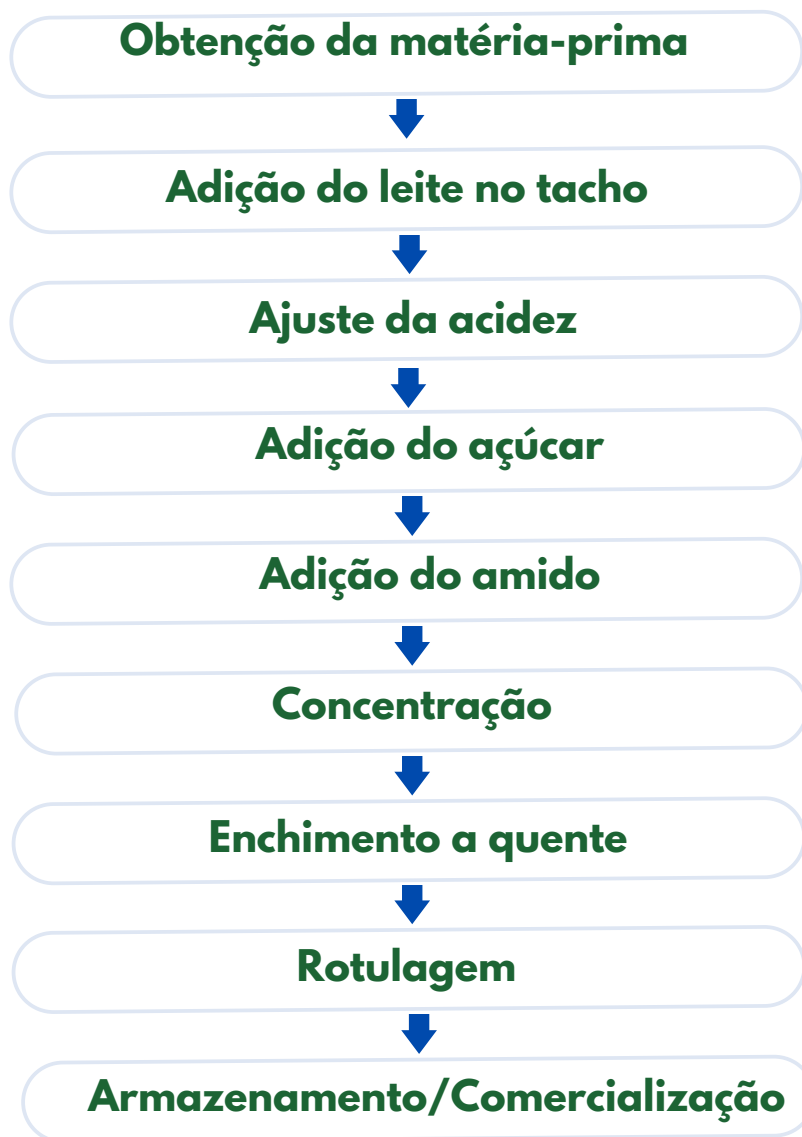 Obtenção da matéria-prima
Adição do leite no tacho
Ajuste da acidez
Adição do açúcar
Adição do amido
Concentração
Enchimento a quente
Rotulagem
Armazenamento/Comercialização